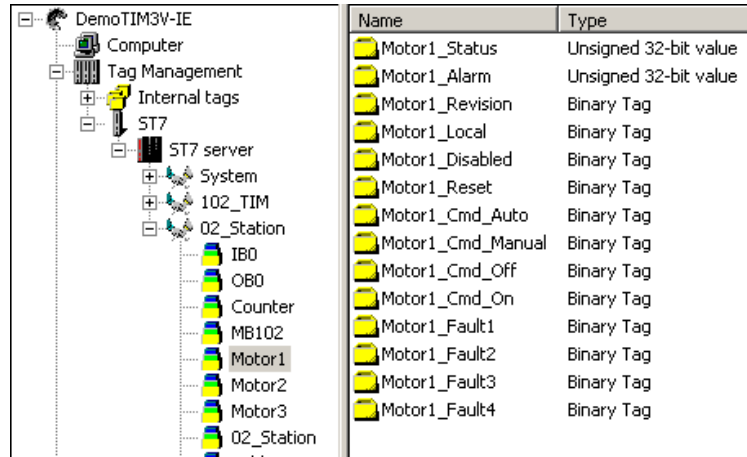 DemoTIM3V-IE
Computer
Tag Management
Internal tags
ST7
ST7 server
System
102_TIM
02_Station
IB0
OB0
Counter
MB102
Motor1
Motor2
Motor3
02_Station
Name Type
Motor1_Status Unsigned 32-bit value
Motor1_Alarm Unsigned 32-bit value
Motor1_Revision Binary Tag
Motor1_Local Binary Tag
Motor1_Disabled Binary Tag
Motor1_Reset Binary Tag
Motor1_Cmd_Auto Binary Tag
Motor1_Cmd_Manual Binary Tag
Motor1_Cmd_Off Binary Tag
Motor1_Cmd_On Binary Tag
Motor1_Fault1 Binary Tag
Motor1_Fault2 Binary Tag
Motor1_Fault3 Binary Tag
Motor1_Fault4 Binary Tag